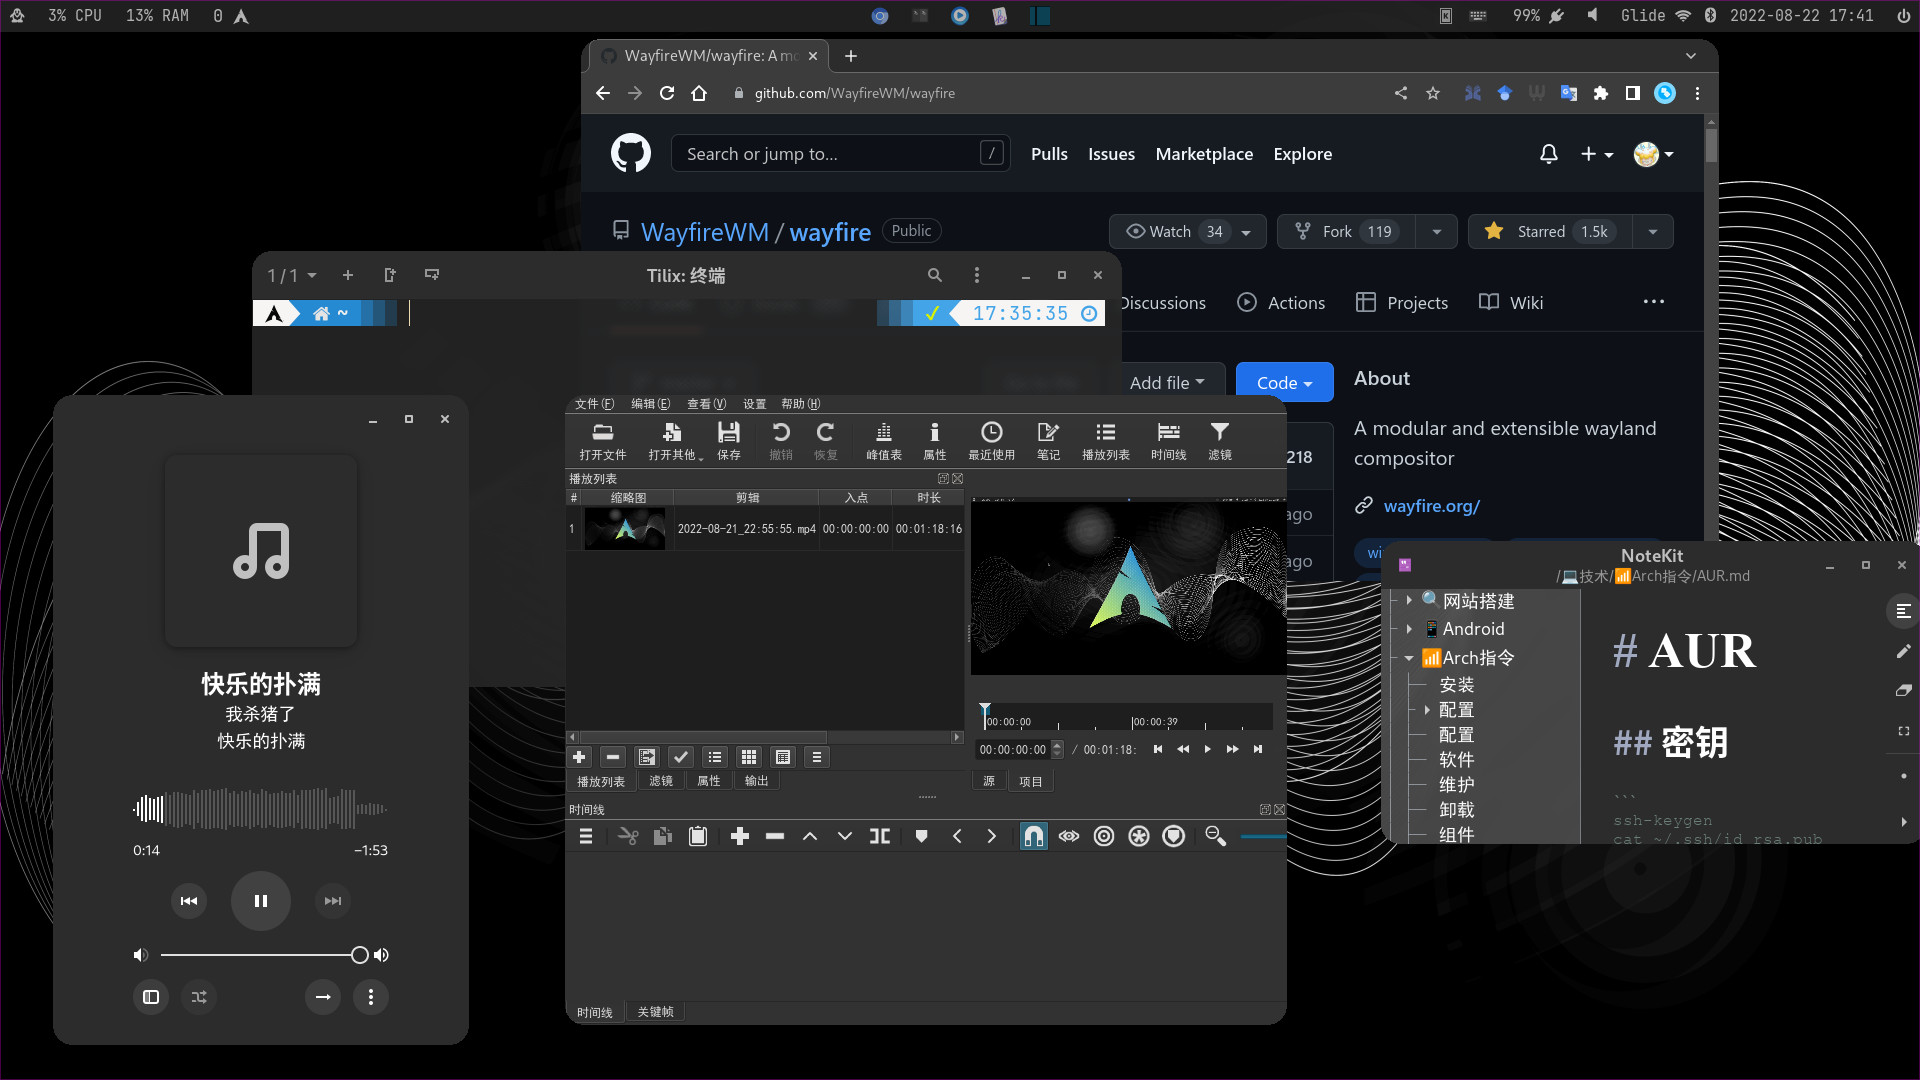 3% CPU 13% RAM 0
99% Glide 2022-08-22 17:41
WayfireWM/wayfire: A mo
github.com/WayfireWM/wayfire
Search or jump to... /
Pulls Issues Marketplace Explore
WayfireWM / wayfire Public
Watch 34
Fork 119
Starred 1.5k
Discussions Actions Projects Wiki
Add file Code
About
A modular and extensible wayland
compositor
wayfire.org/
218
ago
ago
wi
1 / 1
Tilix: 终端
~
17:35:35
快乐的扑满
我杀猪了
快乐的扑满
0:14 −1:53
文件(F) 编辑(E) 查看(V) 设置 帮助(H)
打开文件 打开其他 保存 撤销 恢复 峰值表 属性 最近使用 笔记 播放列表 时间线 滤镜
播放列表
# 缩略图 剪辑 入点 时长
1 2022-08-21_22:55:55.mp4 00:00:00:00 00:01:18:16
00:00:00 00:00:39
00:00:00:00 / 00:01:18:
播放列表 滤镜 属性 输出
源 项目
时间线
时间线 关键帧
NoteKit
/💻技术/📶Arch指令/AUR.md
🔍网站搭建
📱Android
📶Arch指令
安装
配置
配置
软件
维护
卸载
组件
# AUR
## 密钥
```
ssh-keygen
cat ~/.ssh/id_rsa.pub